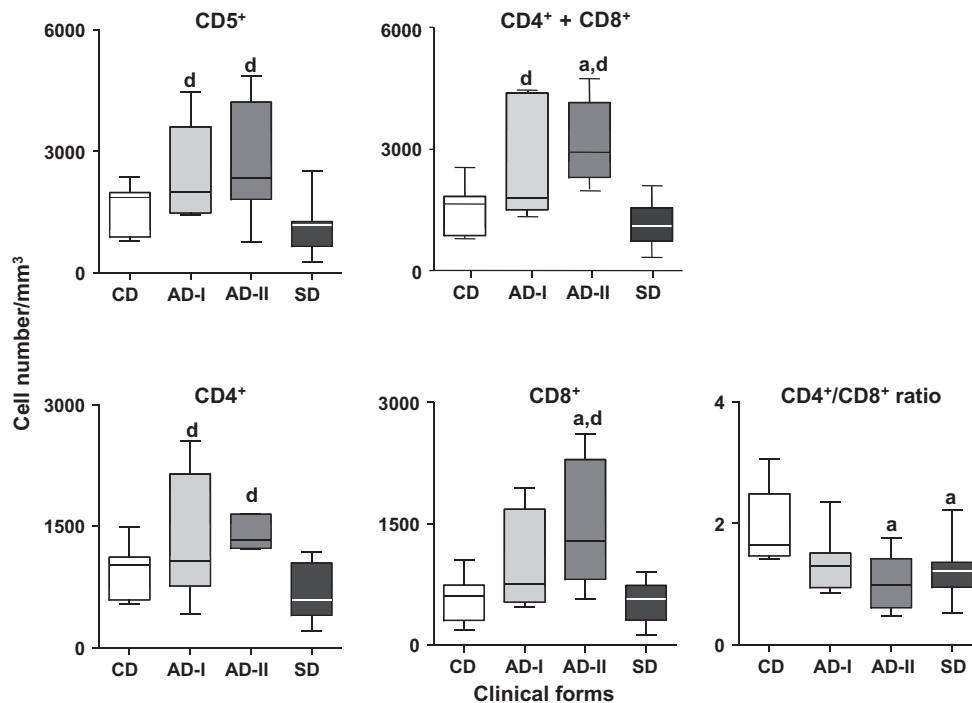 CD5⁺
6000
3000
0
d
d
CD AD-I AD-II SD
CD4⁺ + CD8⁺
6000
3000
0
d
a,d
CD AD-I AD-II SD
Cell number/mm³
CD4⁺
3000
1500
0
d
d
CD AD-I AD-II SD
CD8⁺
3000
1500
0
a,d
CD AD-I AD-II SD
CD4⁺/CD8⁺ ratio
4
2
0
a
a
CD AD-I AD-II SD
Clinical forms